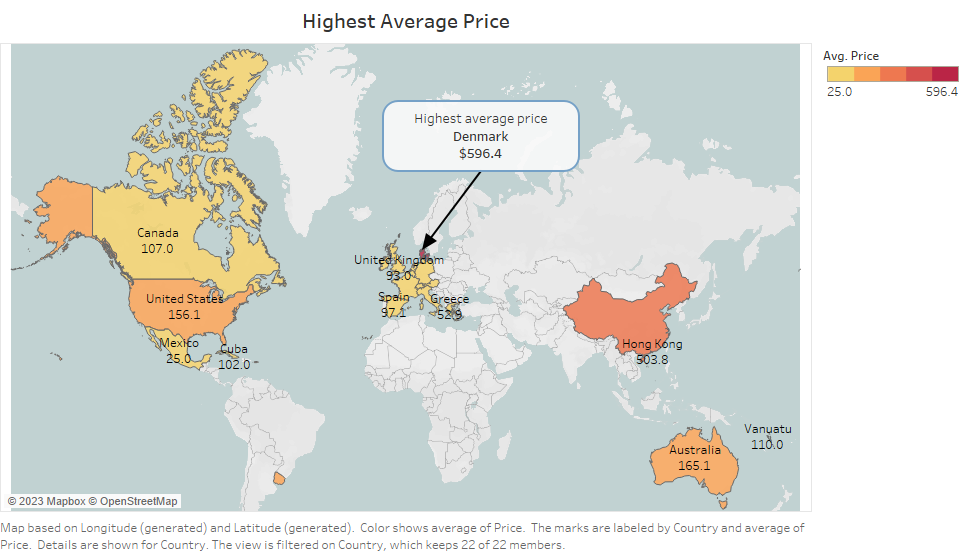 Highest Average Price
Avg. Price
25.0
596.4
Highest average price
Denmark
$596.4
Canada
107.0
United Kingdom
93.0
United States
156.1
Spain
97.1
Greece
52.9
Mexico
25.0
Cuba
102.0
Hong Kong
503.8
Vanuatu
110.0
Australia
165.1
© 2023 Mapbox © OpenStreetMap
Map based on Longitude (generated) and Latitude (generated).  Color shows average of Price.  The marks are labeled by Country and average of
Price.  Details are shown for Country. The view is filtered on Country, which keeps 22 of 22 members.